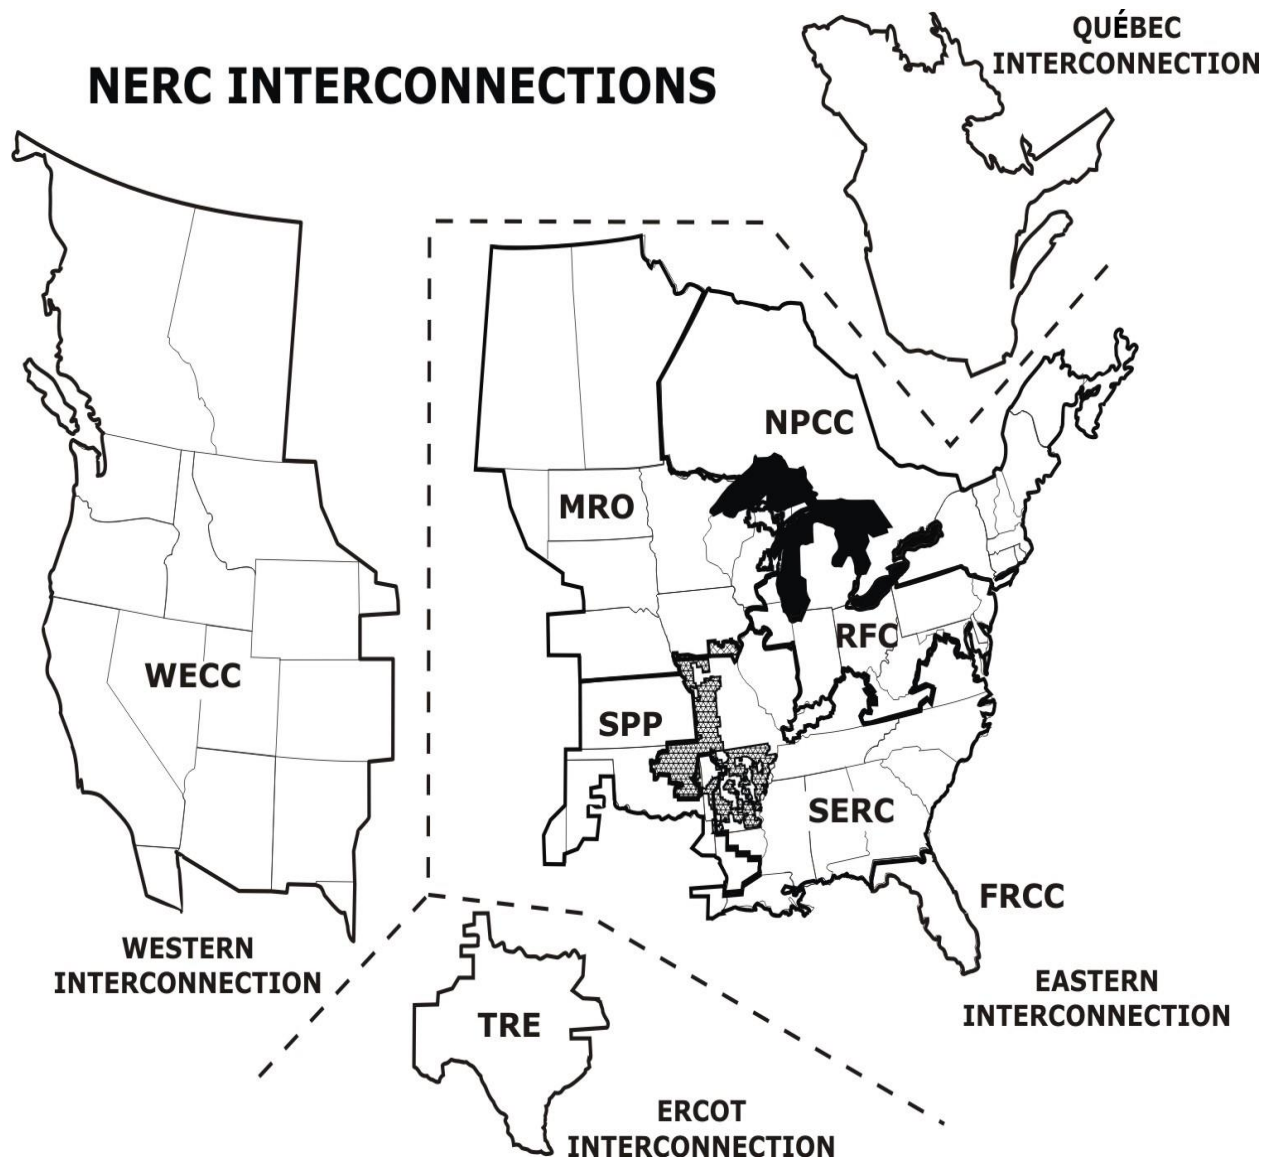 QUÉBEC
INTERCONNECTION
NERC INTERCONNECTIONS
NPCC
MRO
RFC
WECC
SPP
SERC
FRCC
WESTERN
INTERCONNECTION
EASTERN
INTERCONNECTION
TRE
ERCOT
INTERCONNECTION